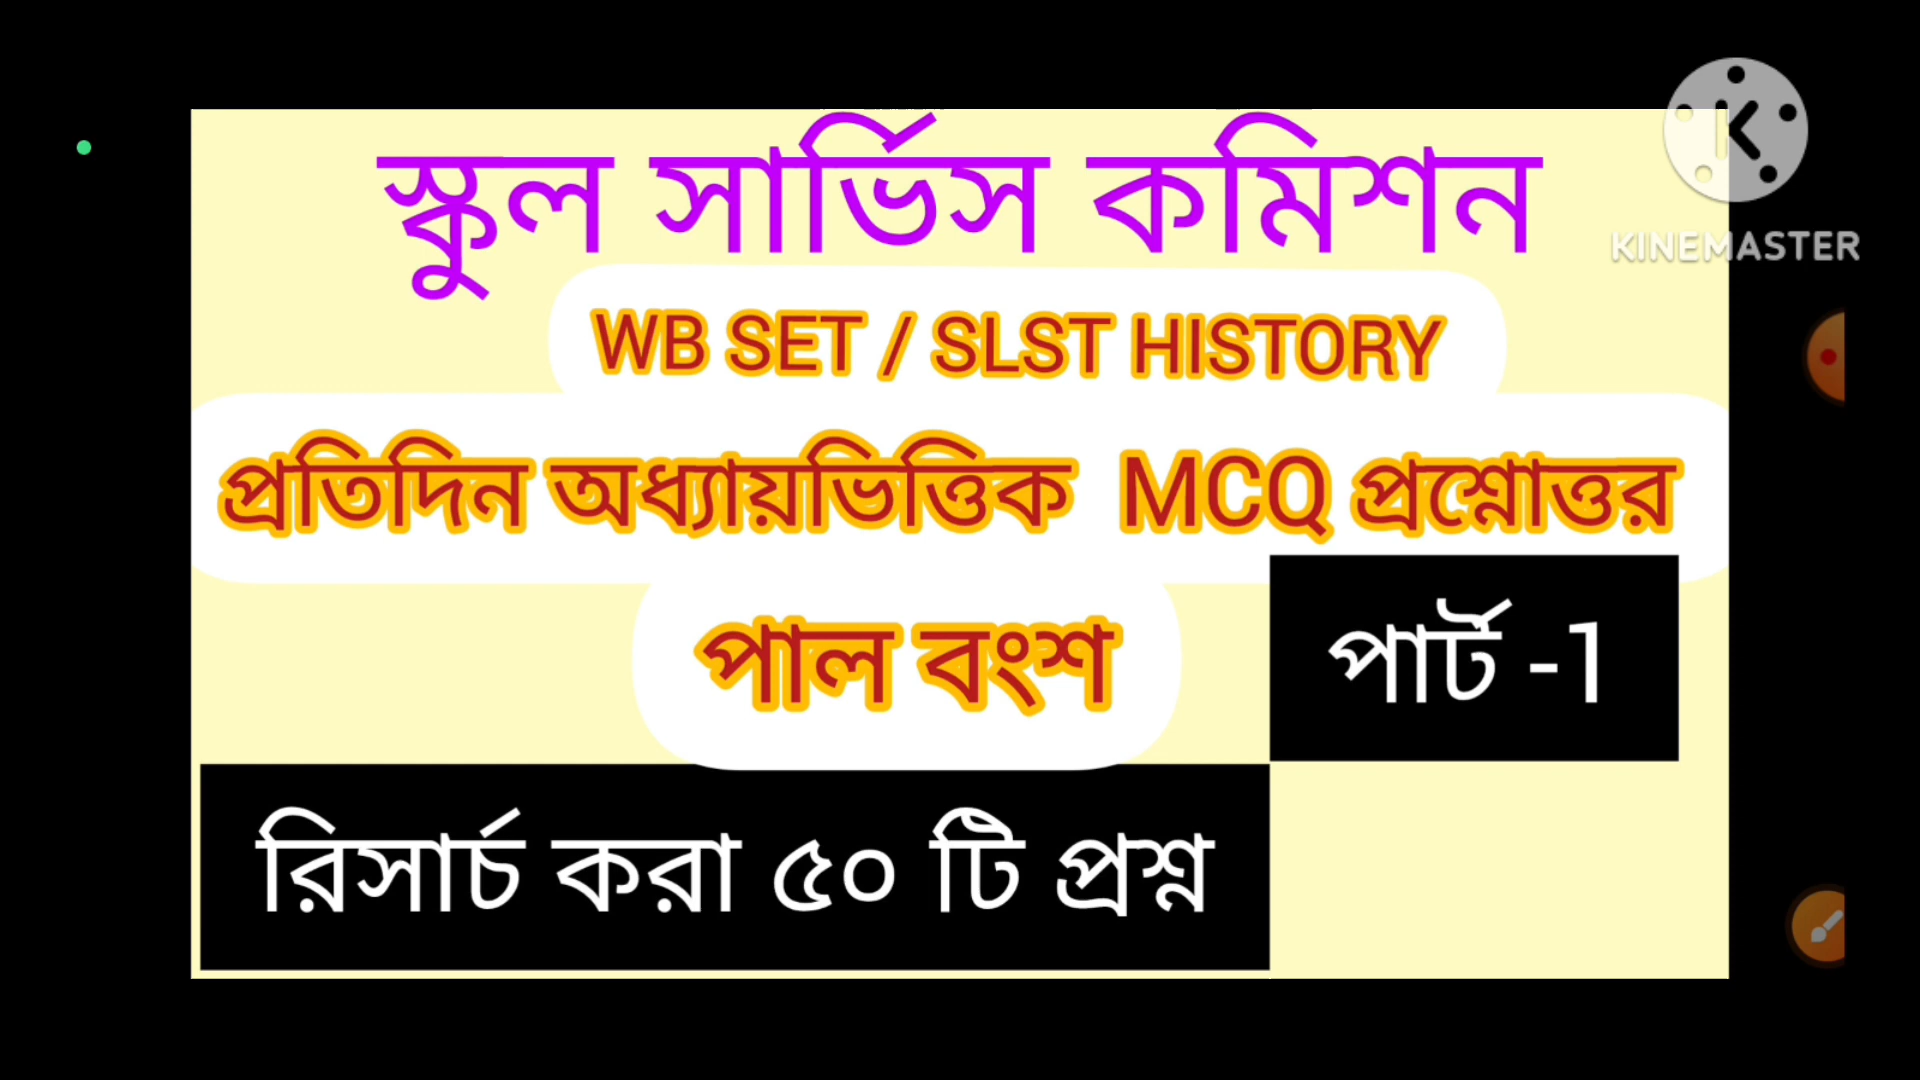 স্কুল সার্ভিস কমিশন
KINEMASTER
WB SET / SLST HISTORY
প্রতিদিন অধ্যায়ভিত্তিক MCQ প্রশ্নোত্তর
পাল বংশ
পার্ট -1
রিসার্চ করা ৫০ টি প্রশ্ন